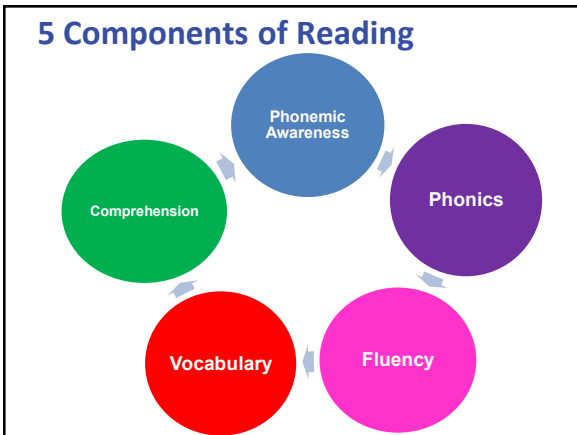 5 Components of Reading
Phonemic
Awareness
Phonics
Fluency
Vocabulary
Comprehension